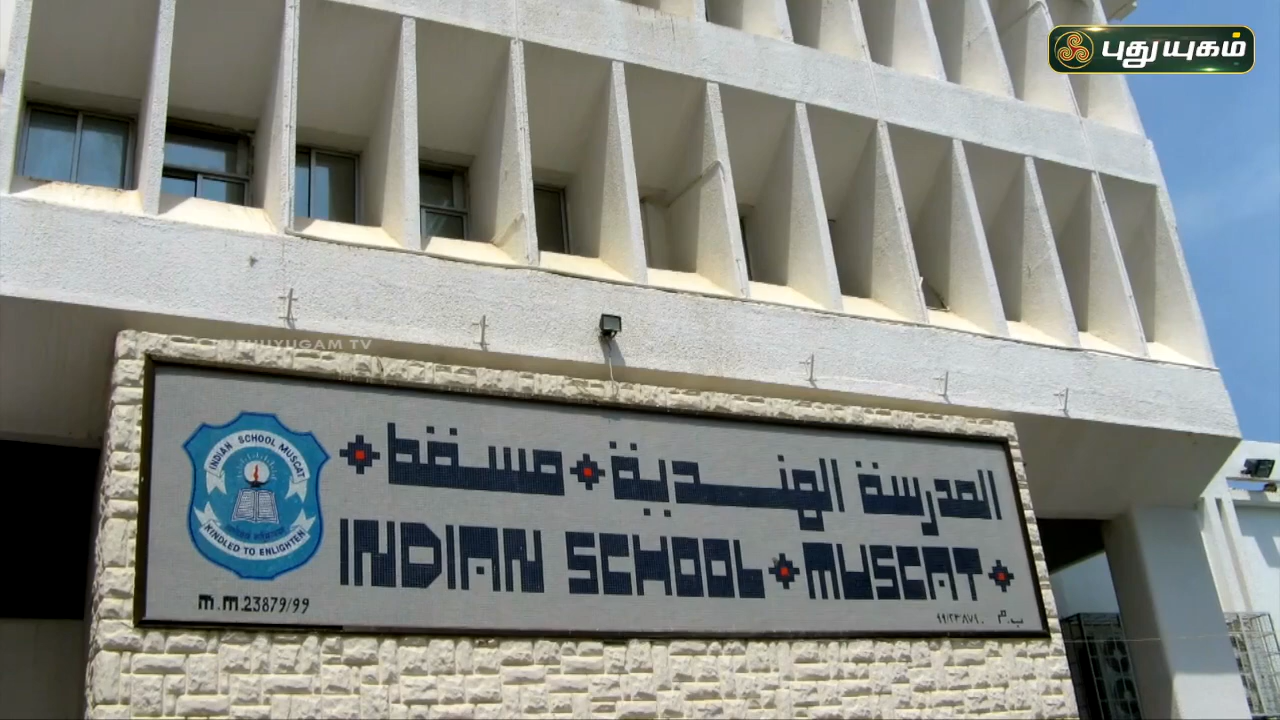 புதுயுகம்
PUTHUYUGAM TV
المدرسة الهندية مسقط
INDIAN SCHOOL MUSCAT
INDIAN SCHOOL MUSCAT
KINDLED TO ENLIGHTEN
m.m.23879/99